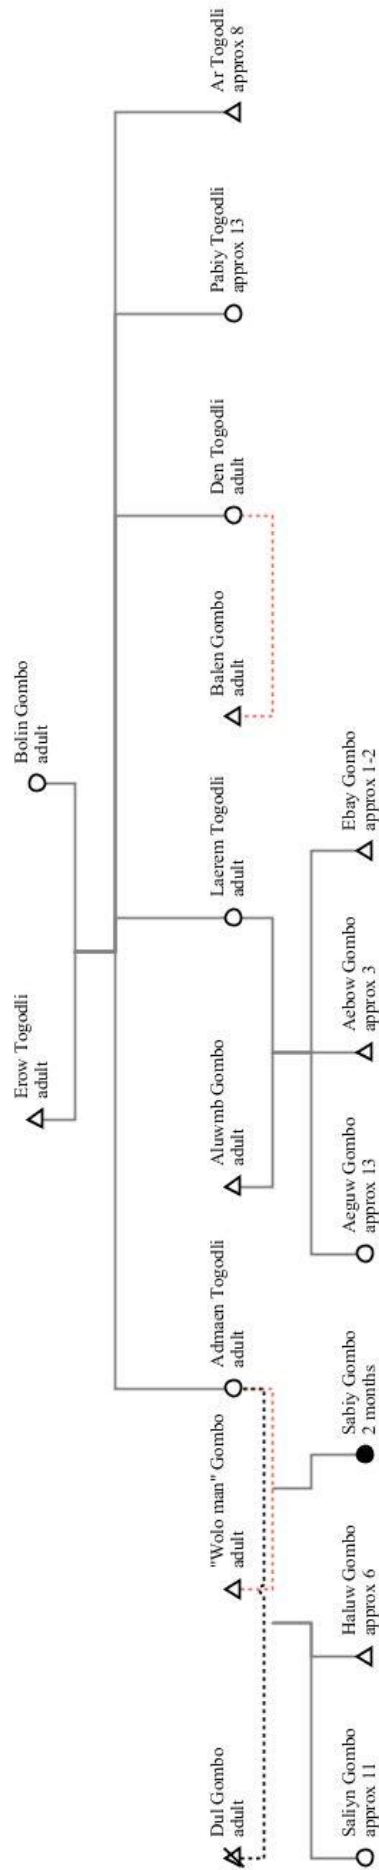 Erow Togodli
adult
Bolin Gombo
adult
Dul Gombo
adult
"Wolo man" Gombo
adult
Admaen Togodli
adult
Aluwmb Gombo
adult
Laerem Togodli
adult
Balen Gombo
adult
Den Togodli
adult
Pabiy Togodli
approx 13
Ar Togodli
approx 8
Saliyn Gombo
approx 11
Haluw Gombo
approx 6
Sabiy Gombo
2 months
Aeguw Gombo
approx 13
Aebow Gombo
approx 3
Ebay Gombo
approx 1-2